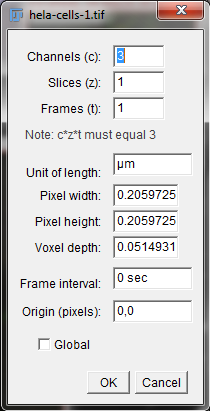 hela-cells-1.tif
Channels (c): 3
Slices (z): 1
Frames (t): 1
Note: c*z*t must equal 3
Unit of length: µm
Pixel width: 0.2059725
Pixel height: 0.2059725
Voxel depth: 0.0514931
Frame interval: 0 sec
Origin (pixels): 0,0
Global
OK Cancel